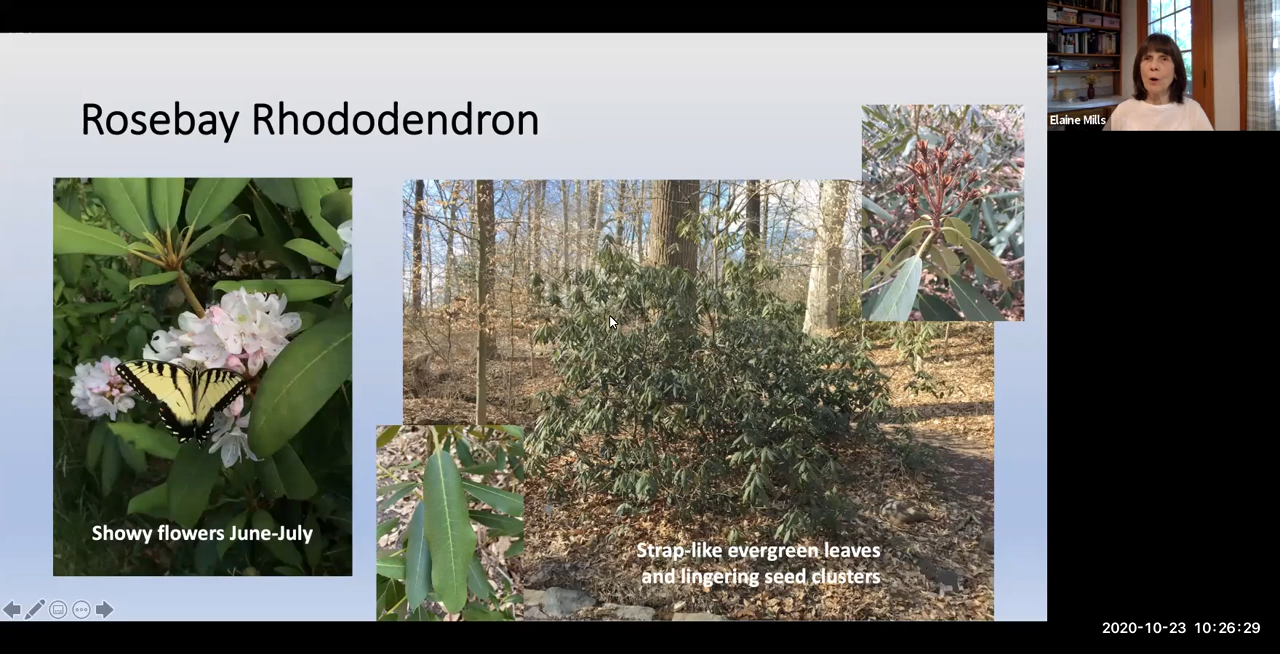 Rosebay Rhododendron
Elaine Mills
Showy flowers June-July
Strap-like evergreen leaves
and lingering seed clusters
2020-10-23 10:26:29